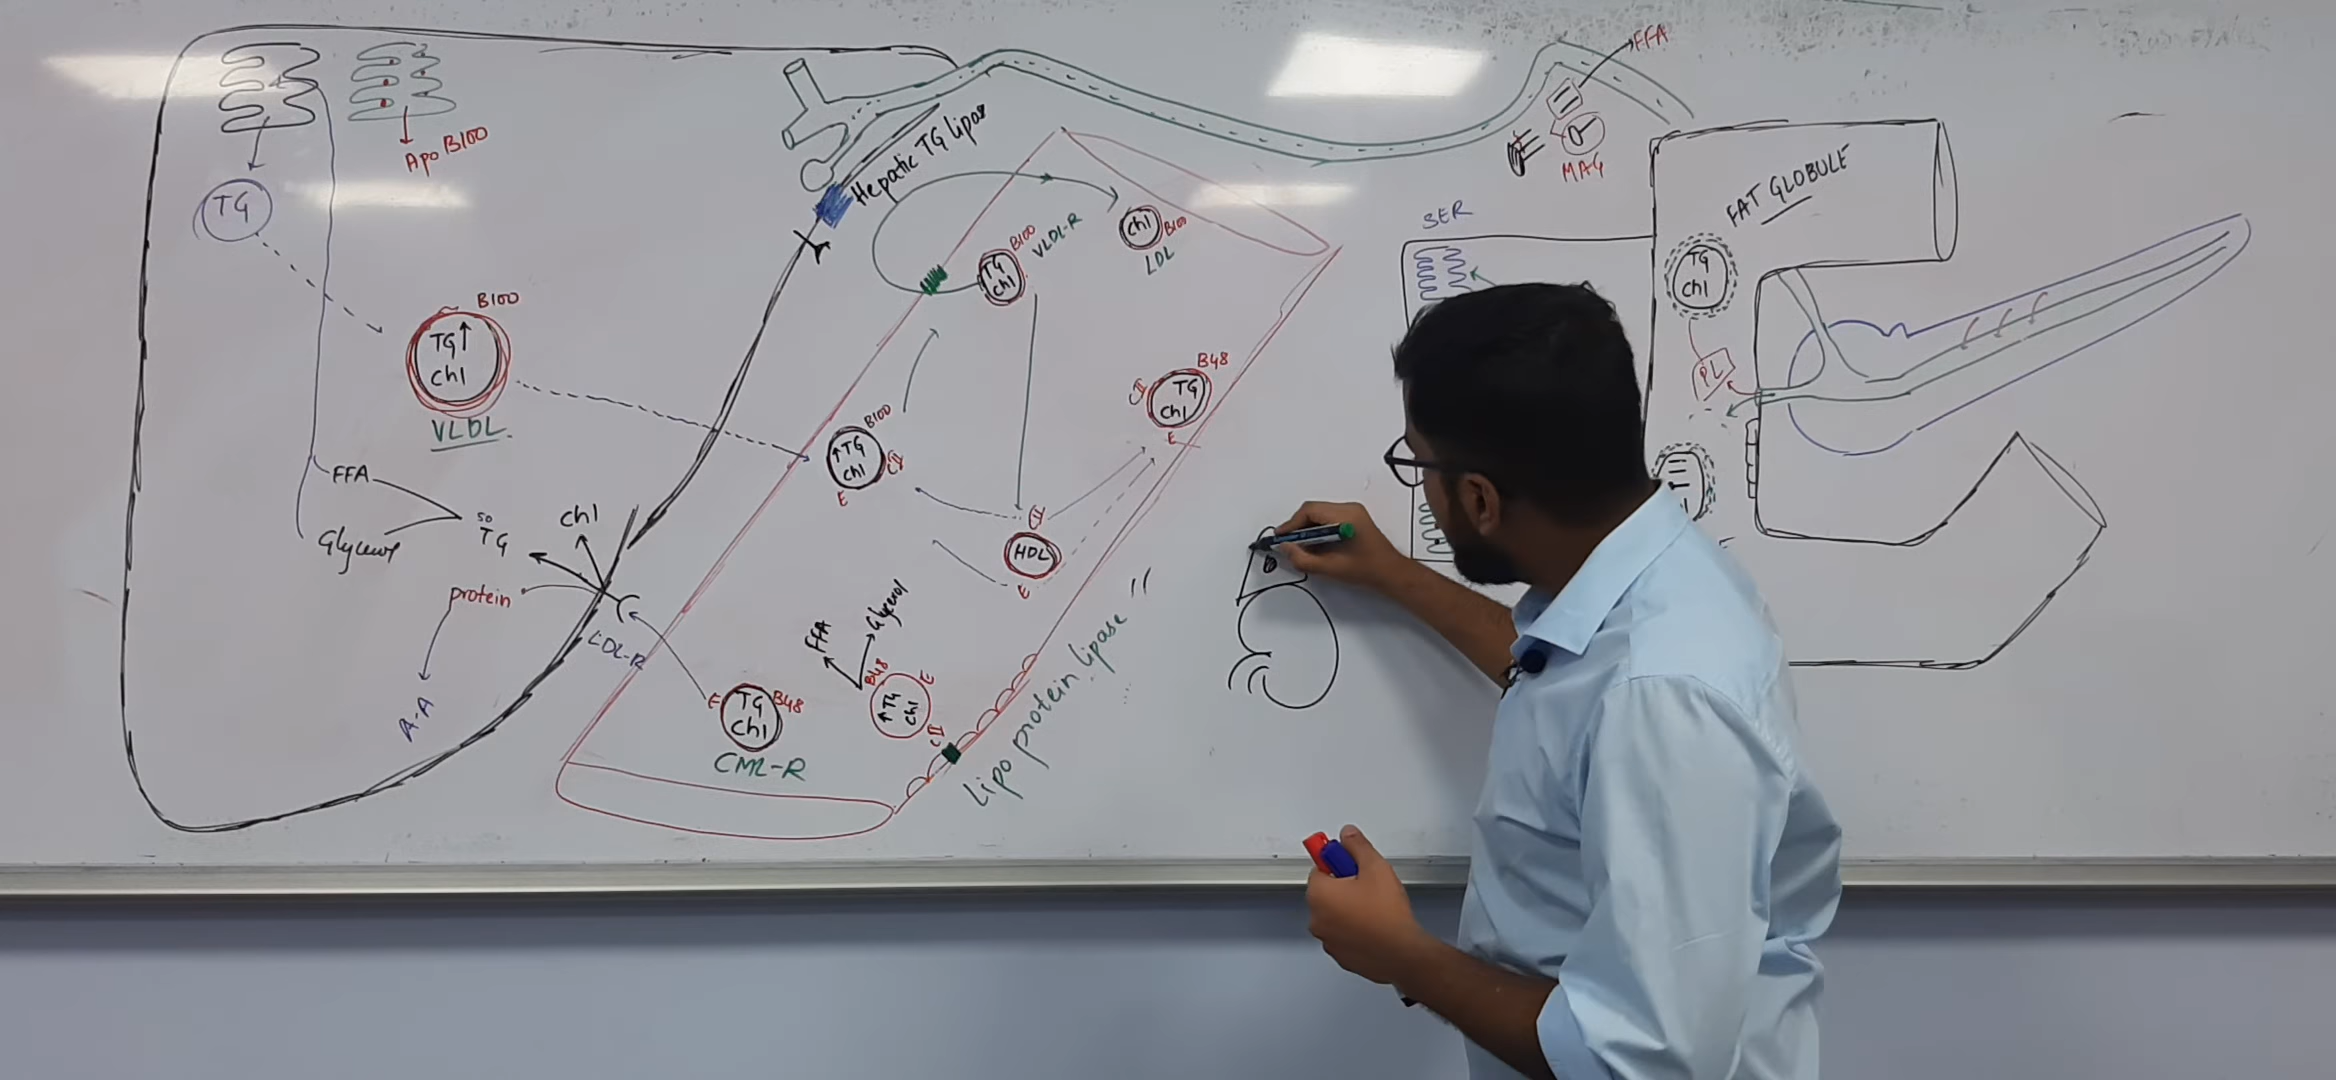 Apo B100
TG
B100
TG↑
chl
VLDL
FFA
Glycerol
50
TG
chl
protein
A-A
LDL-R
Hepatic TG lipas
B100
TG
chl
VLDL-R
chl
B100
LDL
B100
↑TG
chl
CII
E
B48
CII
TG
chl
E
CII
HDL
E
FFA
Glycerol
B48
E
↑TG
chl
E
TG
chl
B48
CML-R
Lipo protein lipase"
FFA
MAG
SER
FAT GLOBULE
TG
chl
PL